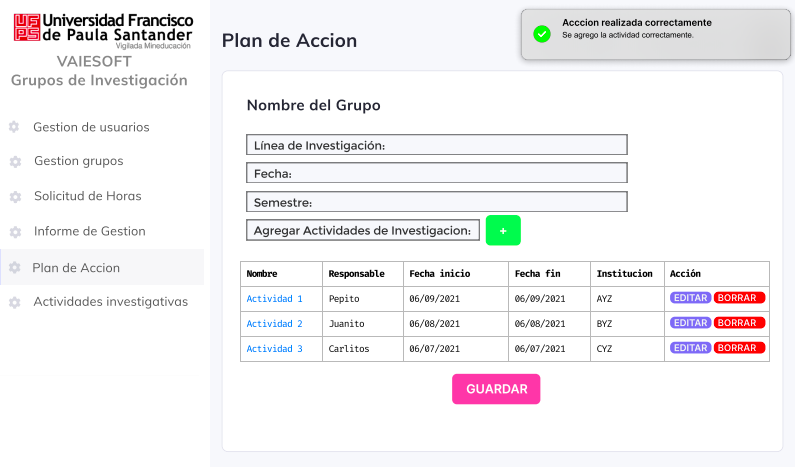 UFPS Universidad Francisco
de Paula Santander
Vigilada Mineducación
VAIESOFT
Grupos de Investigación
Gestion de usuarios
Gestion grupos
Solicitud de Horas
Informe de Gestion
Plan de Accion
Actividades investigativas
Plan de Accion
Acccion realizada correctamente
Se agrego la actividad correctamente.
Nombre del Grupo
Línea de Investigación:
Fecha:
Semestre:
Agregar Actividades de Investigacion: +
Nombre Responsable Fecha inicio Fecha fin Institucion Acción
Actividad 1 Pepito 06/09/2021 06/09/2021 AYZ EDITAR BORRAR
Actividad 2 Juanito 06/08/2021 06/08/2021 BYZ EDITAR BORRAR
Actividad 3 Carlitos 06/07/2021 06/07/2021 CYZ EDITAR BORRAR
GUARDAR